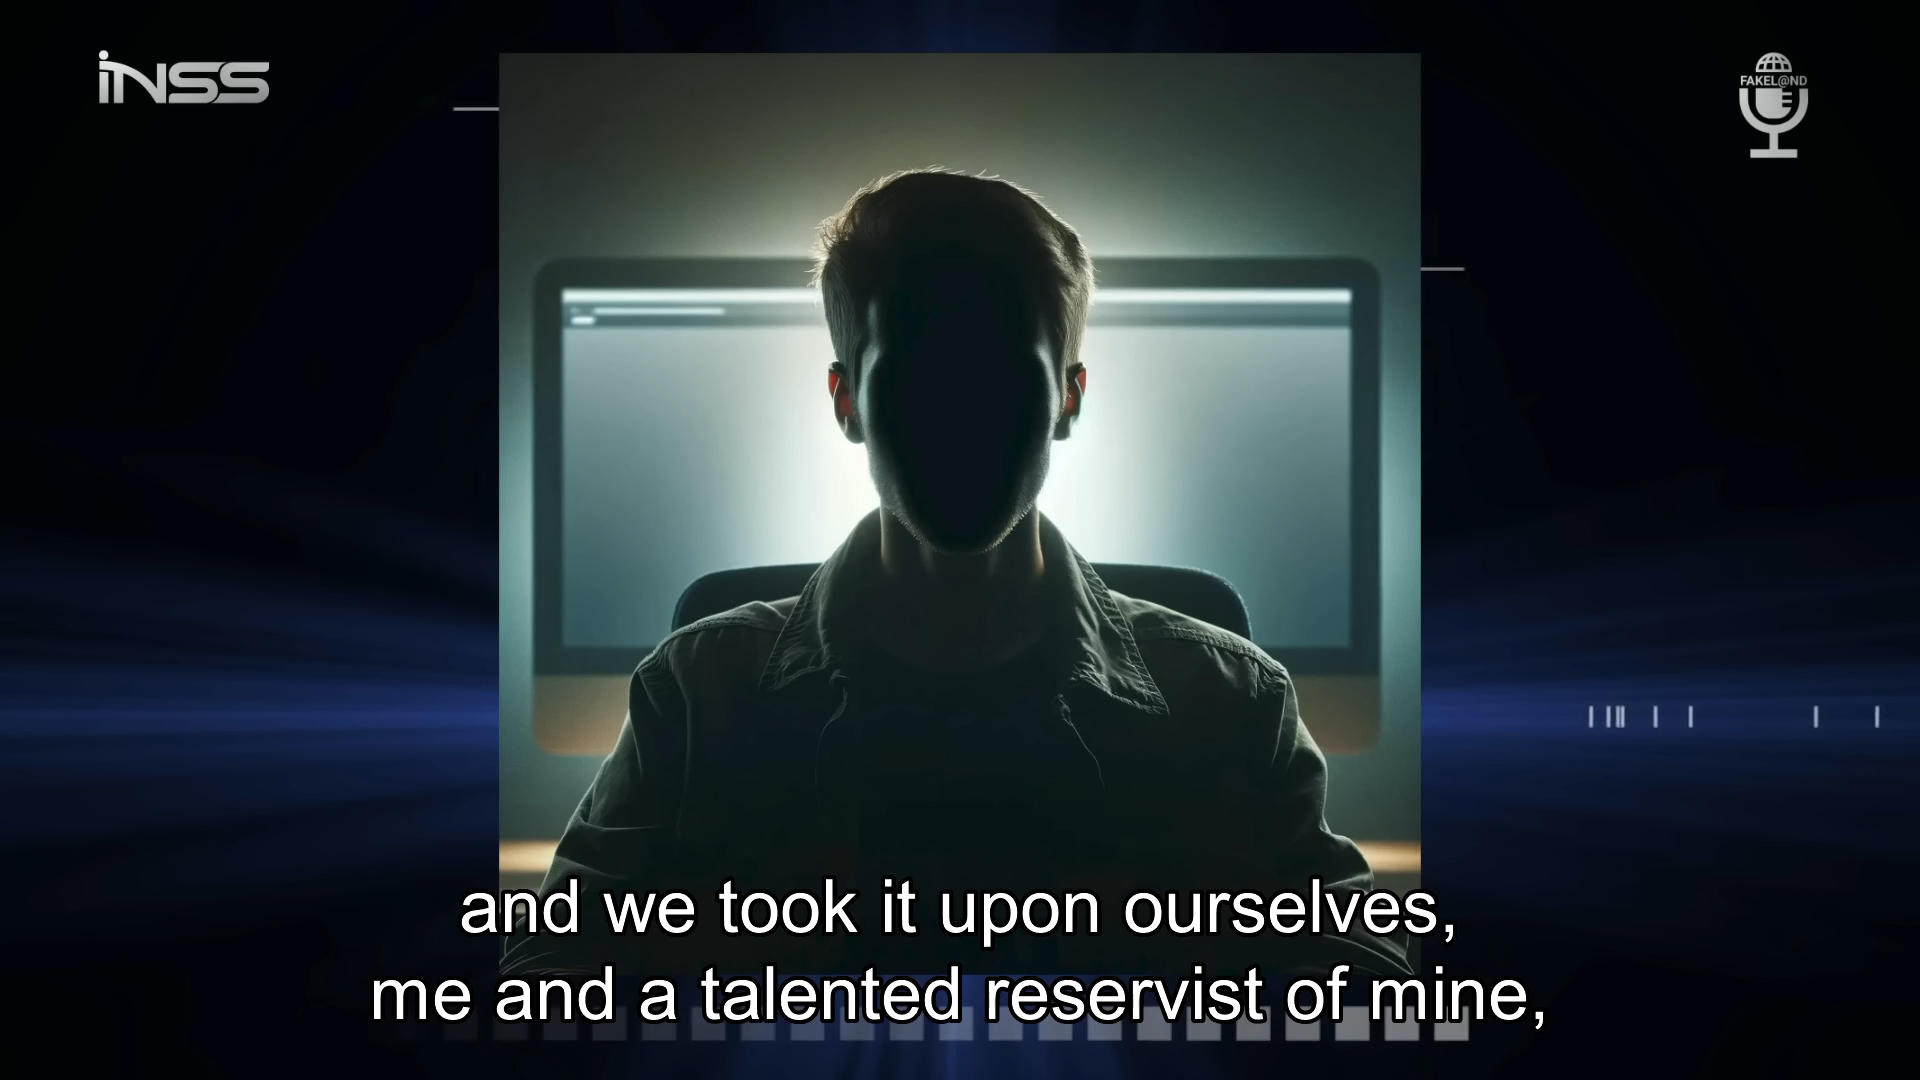 iNSS
FAKEL@ND
and we took it upon ourselves,
me and a talented reservist of mine,